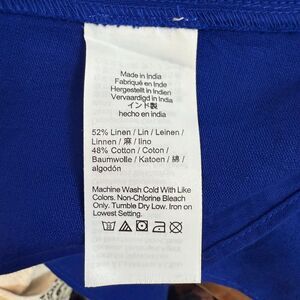 Made in India
Fabriqué en Inde
Hergestellt in Indien
Vervaardigd in India
インド製
hecho en india
52% Linen / Lin / Leinen /
Linnen / 麻 / lino
48% Cotton / Coton /
Baumwolle / Katoen / 綿 /
algodón
Machine Wash Cold With Like
Colors. Non-Chlorine Bleach
Only. Tumble Dry Low. Iron on
Lowest Setting.